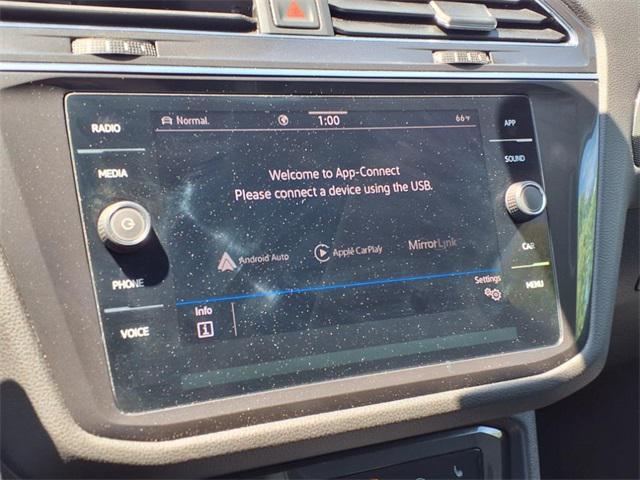 RADIO
MEDIA
PHONE
VOICE
Normal.
1:00
66°F
Welcome to App-Connect
Please connect a device using the USB.
Android Auto
Apple CarPlay
MirrorLink
Settings
Info
i
APP
SOUND
CAR
MENU